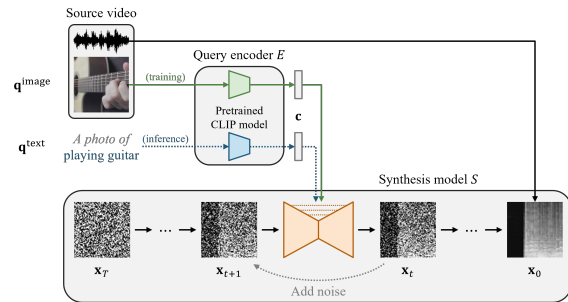 Source video
Query encoder E
q^image
(training)
Pretrained
CLIP model
c
q^text
A photo of
playing guitar
(inference)
Synthesis model S
...
...
x_T
x_{t+1}
x_t
x_0
Add noise